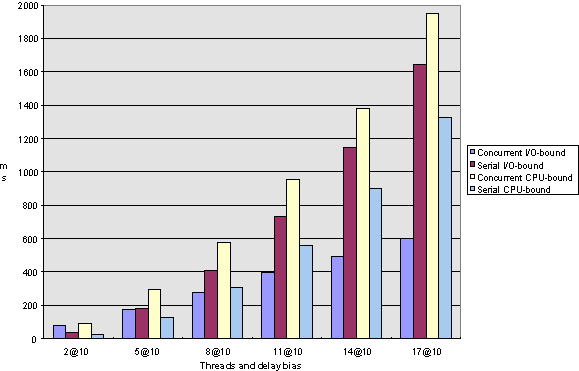 2000
1800
1600
1400
1200
1000
800
600
400
200
0
m
s
2@10 5@10 8@10 11@10 14@10 17@10
Threads and delay bias
Concurrent I/O-bound
Serial I/O-bound
Concurrent CPU-bound
Serial CPU-bound